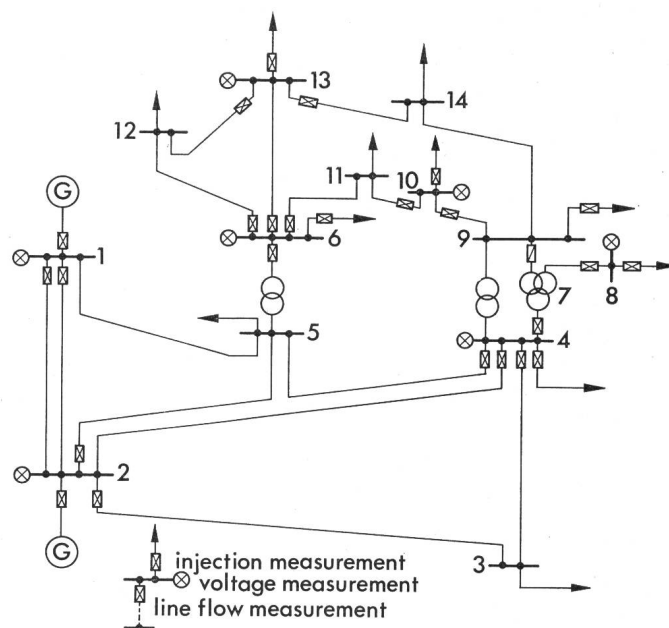 13
14
12
11
10
G
6
9
1
7
8
5
4
2
G
3
injection measurement
voltage measurement
line flow measurement